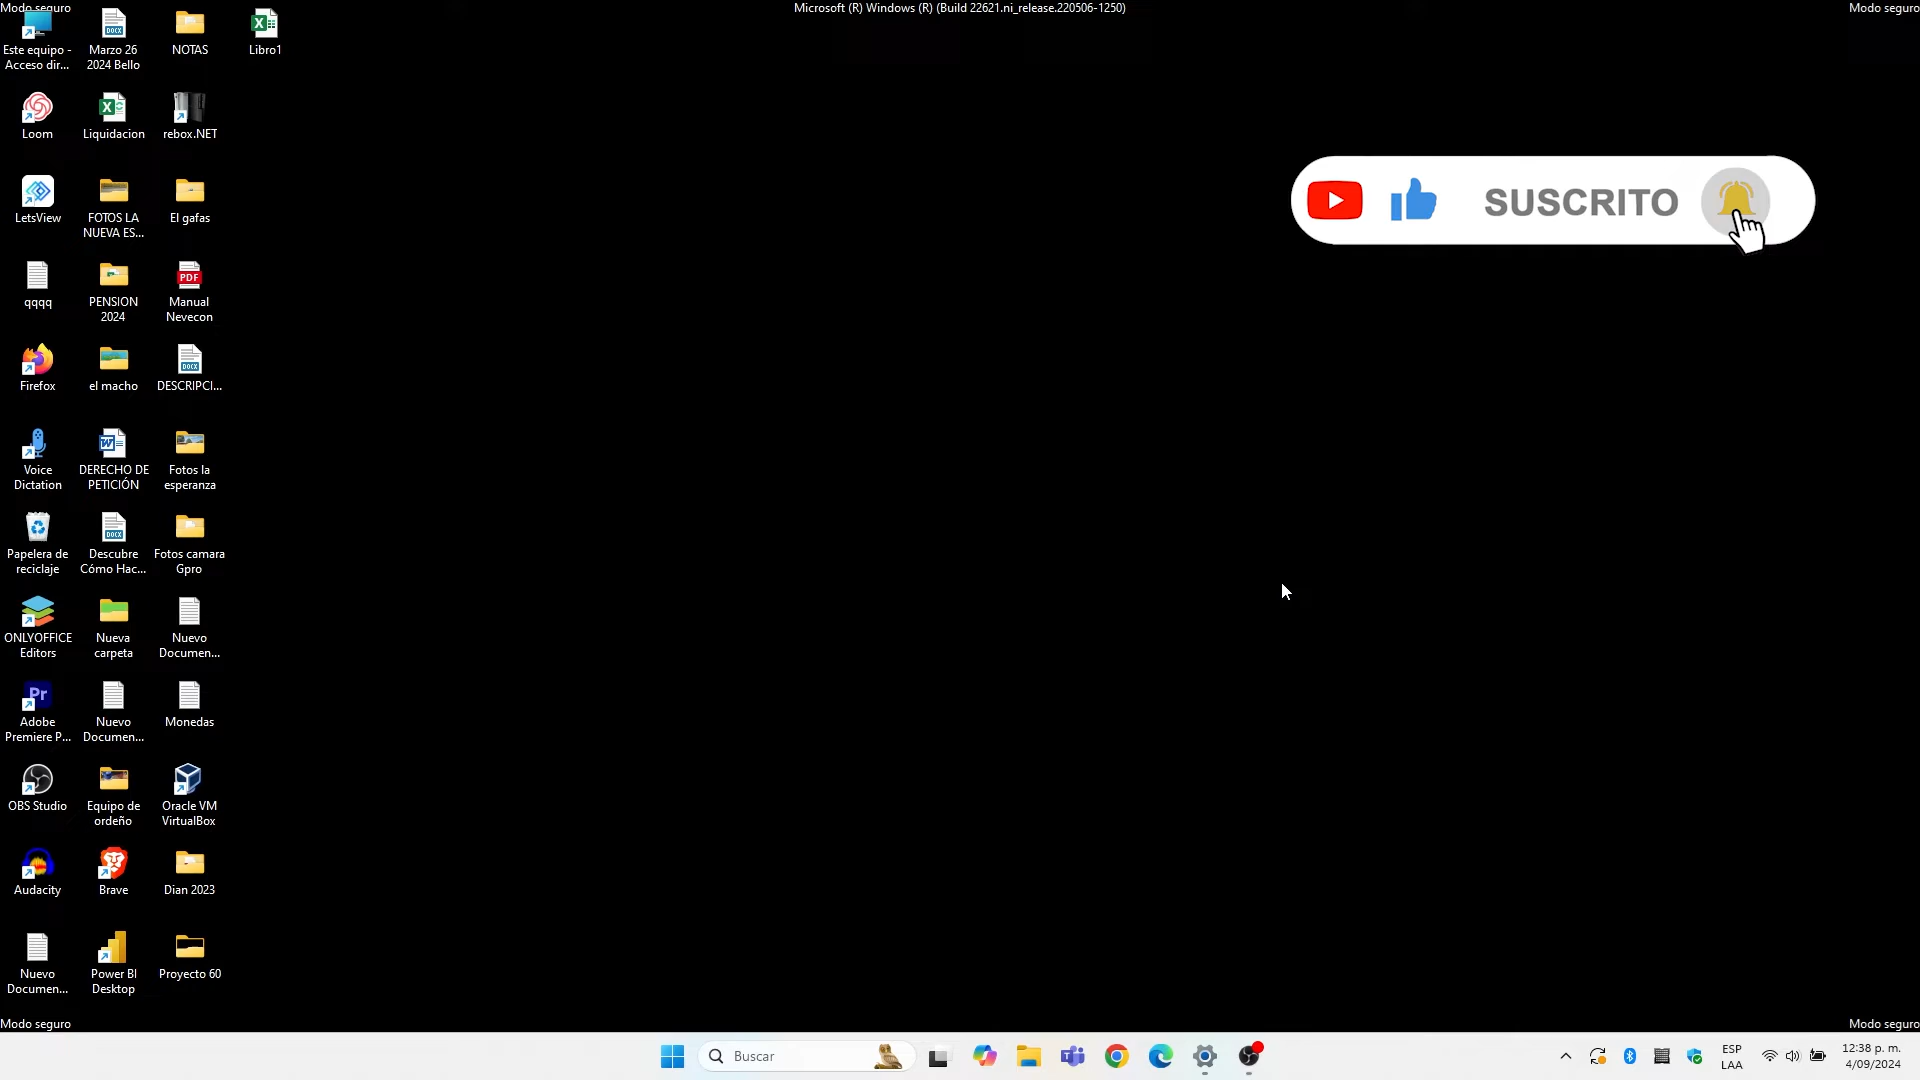 Modo seguro
Microsoft (R) Windows (R) (Build 22621.ni_release.220506-1250)
Modo seguro
Este equipo -
Acceso dir...
Marzo 26
2024 Bello
NOTAS
Libro1
Loom
Liquidacion
rebox.NET
LetsView
FOTOS LA
NUEVA ES...
El gafas
SUSCRITO
qqqq
PENSION
2024
PDF
Manual
Nevecon
Firefox
el macho
DOCX
DESCRIPCI...
Voice
Dictation
DERECHO DE
PETICIÓN
Fotos la
esperanza
Papelera de
reciclaje
DOCX
Descubre
Cómo Hac...
Fotos camara
Gpro
ONLYOFFICE
Editors
Nueva
carpeta
Nuevo
Documen...
Pr
Adobe
Premiere P...
Nuevo
Documen...
Monedas
OBS Studio
Equipo de
ordeño
Oracle VM
VirtualBox
Audacity
Brave
Dian 2023
Nuevo
Documen...
Power BI
Desktop
Proyecto 60
Modo seguro
Modo seguro
Buscar
ESP
LAA
12:38 p. m.
4/09/2024